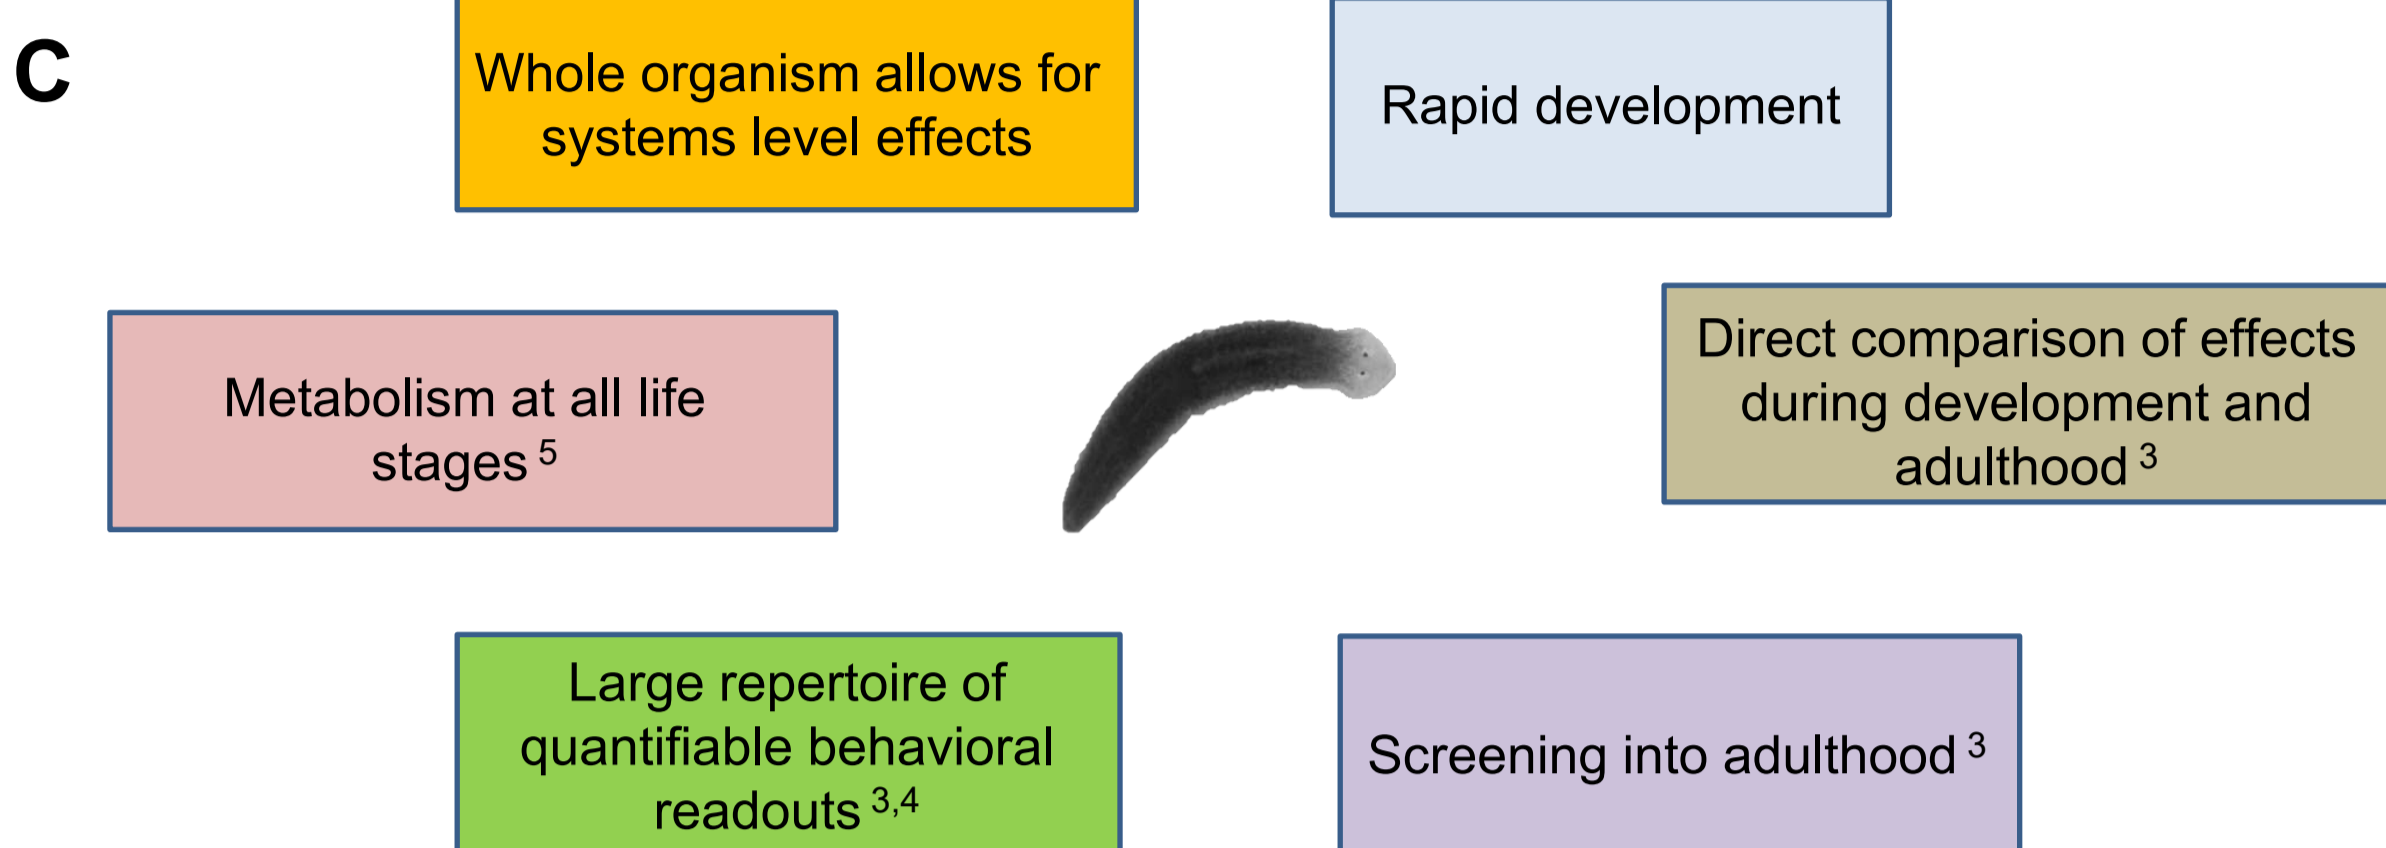 C
Whole organism allows for
systems level effects
Rapid development
Metabolism at all life
stages 5
Direct comparison of effects
during development and
adulthood 3
Large repertoire of
quantifiable behavioral
readouts 3,4
Screening into adulthood 3